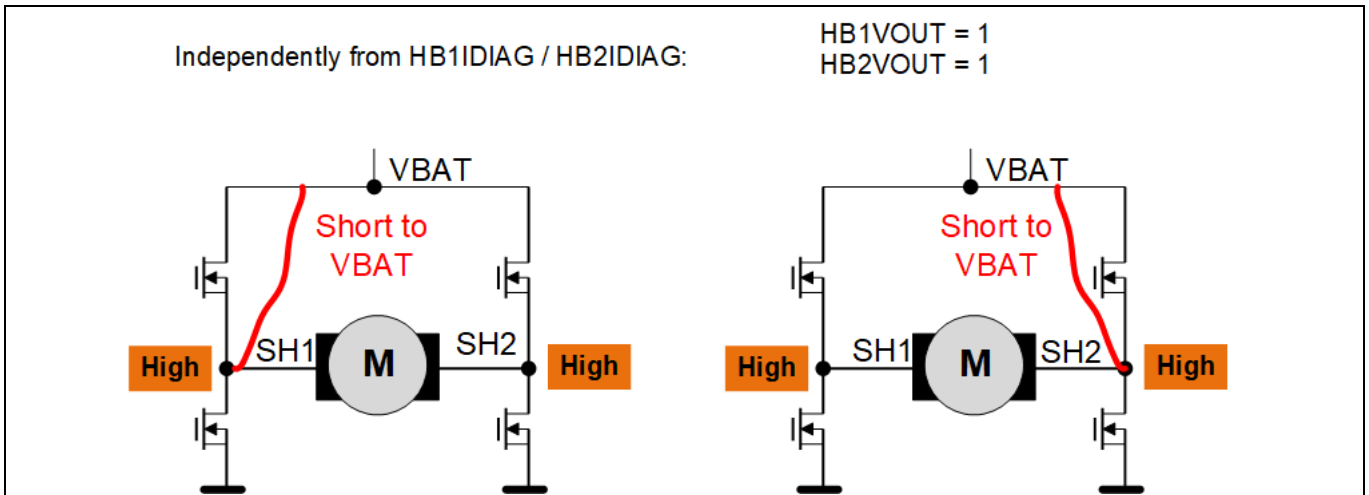 Independently from HB1IDIAG / HB2IDIAG:
HB1VOUT = 1
HB2VOUT = 1
VBAT
Short to
VBAT
High
SH1
M
SH2
High
VBAT
Short to
VBAT
High
SH1
M
SH2
High